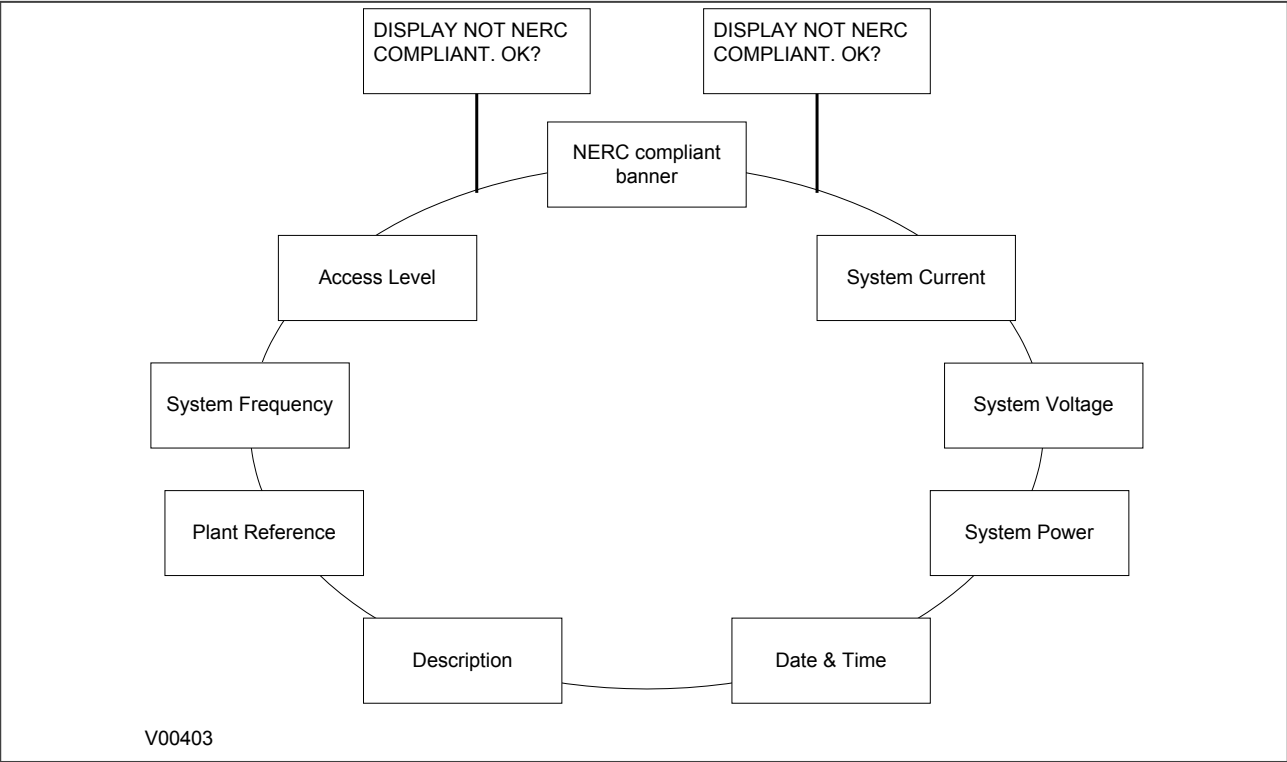 DISPLAY NOT NERC
COMPLIANT. OK?
DISPLAY NOT NERC
COMPLIANT. OK?
NERC compliant
banner
Access Level
System Current
System Frequency
System Voltage
Plant Reference
System Power
Description
Date & Time
V00403